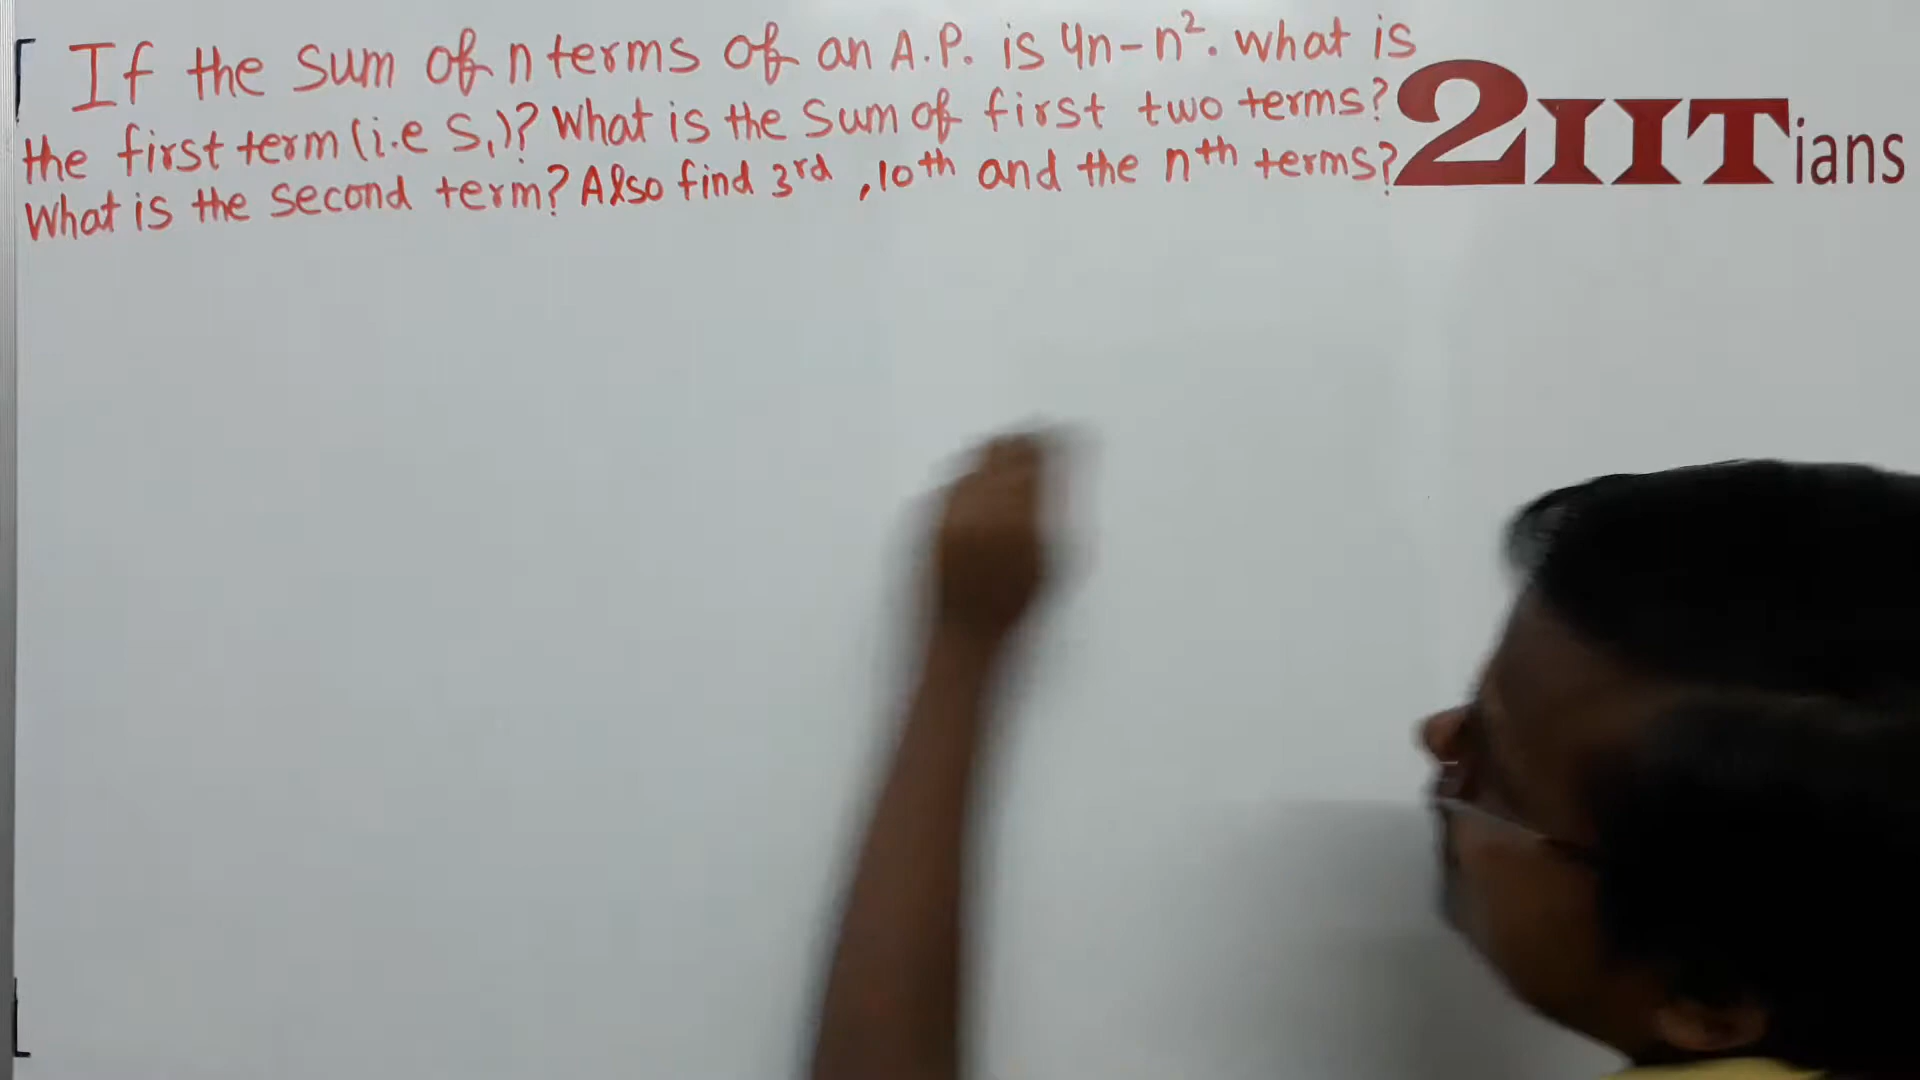 If the sum of n terms of an A.P. is 4n-n². what is
the first term (i.e S₁)? What is the sum of first two terms?
What is the second term? Also find 3rd, 10th and the nth terms?
2IITians